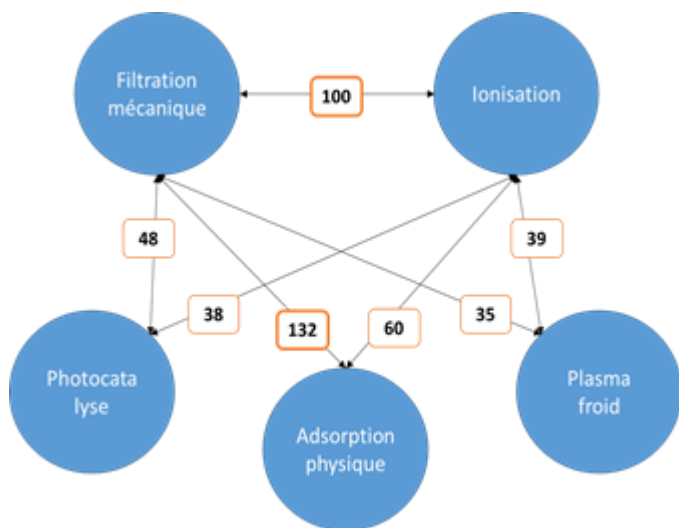 Filtration
mécanique
100
Ionisation
48
39
38
132
60
35
Photocata
lyse
Adsorption
physique
Plasma
froid